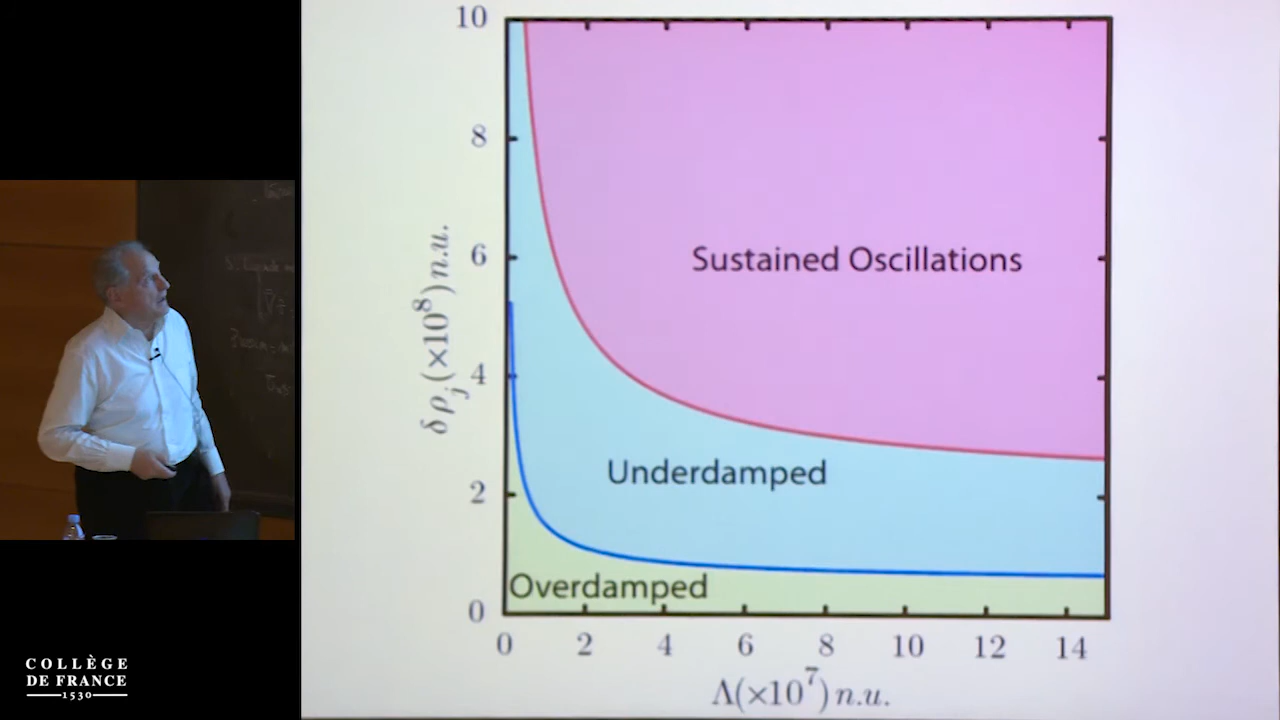 10
8
6
4
2
0
δρj(×10⁸)n.u.
Sustained Oscillations
Underdamped
Overdamped
0 2 4 6 8 10 12 14
Λ(×10⁷)n.u.
COLLÈGE
DE FRANCE
1530